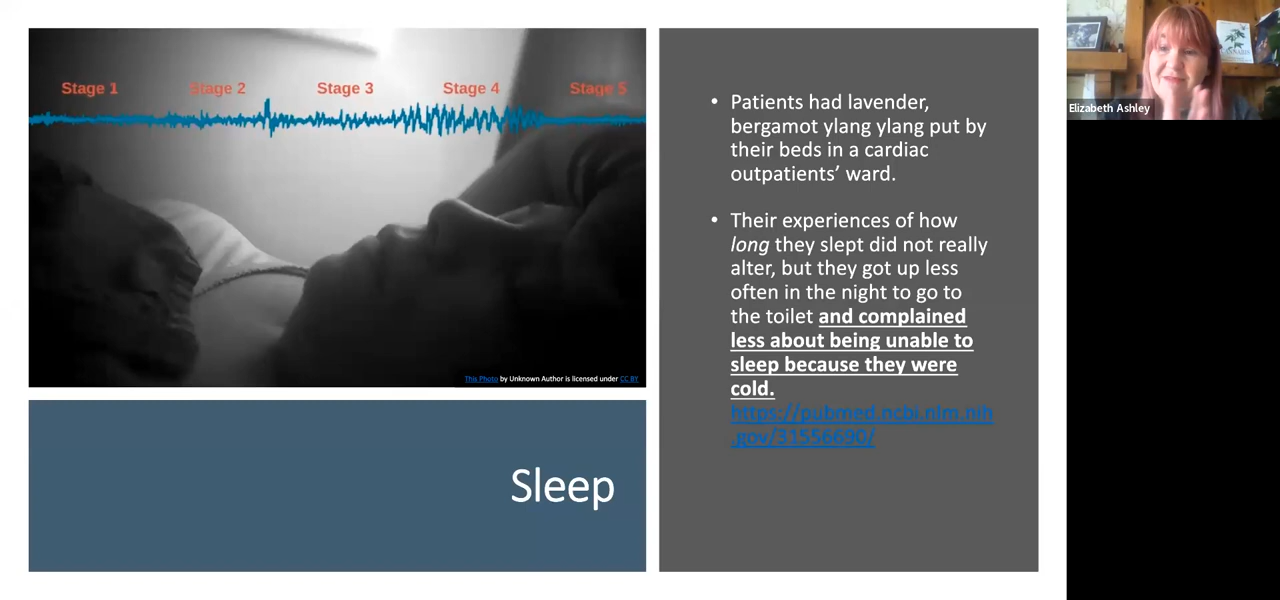 Stage 1 Stage 2 Stage 3 Stage 4 Stage 5
This Photo by Unknown Author is licensed under CC BY
Sleep
• Patients had lavender,
bergamot ylang ylang put by
their beds in a cardiac
outpatients’ ward.
• Their experiences of how
long they slept did not really
alter, but they got up less
often in the night to go to
the toilet and complained
less about being unable to
sleep because they were
cold.
https://pubmed.ncbi.nlm.nih
.gov/31556690/
Elizabeth Ashley